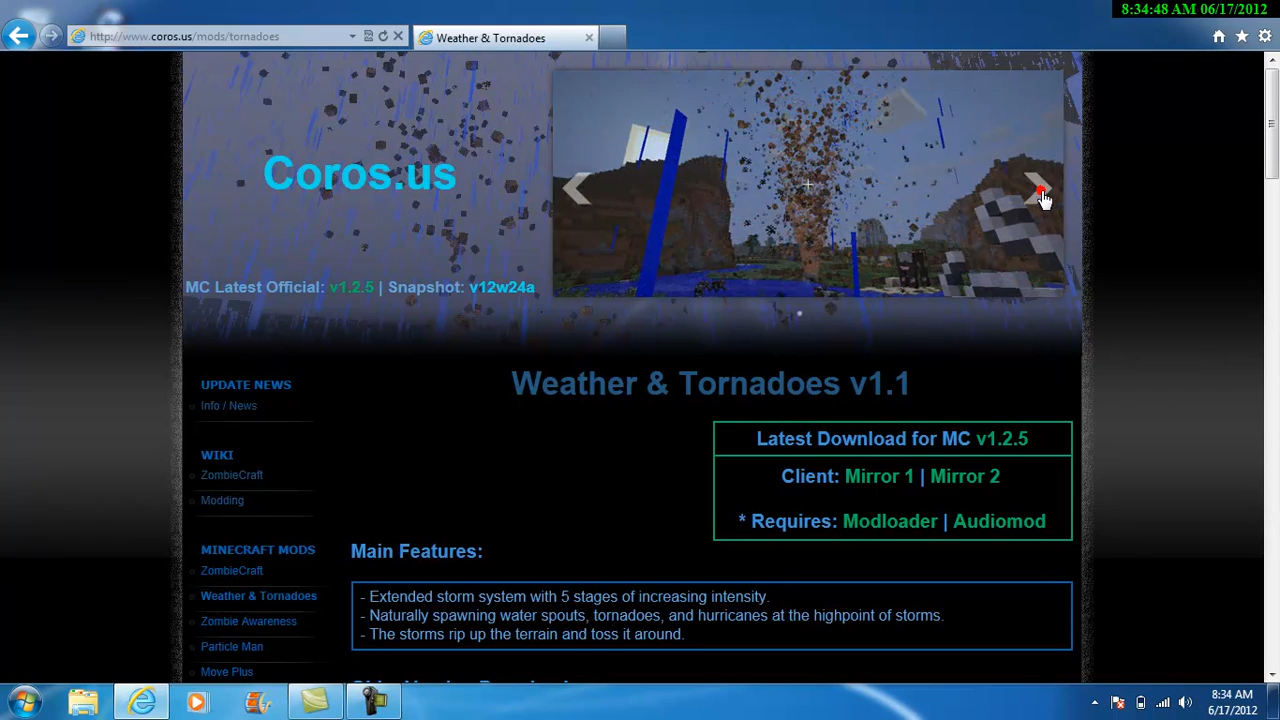 8:34:48 AM 06/17/2012
http://www.coros.us/mods/tornadoes
Weather & Tornadoes
Coros.us
MC Latest Official: v1.2.5 | Snapshot: v12w24a
UPDATE NEWS
Info / News
WIKI
ZombieCraft
Modding
MINECRAFT MODS
ZombieCraft
Weather & Tornadoes
Zombie Awareness
Particle Man
Move Plus
Weather & Tornadoes v1.1
Latest Download for MC v1.2.5
Client: Mirror 1 | Mirror 2
* Requires: Modloader | Audiomod
Main Features:
- Extended storm system with 5 stages of increasing intensity.
- Naturally spawning water spouts, tornadoes, and hurricanes at the highpoint of storms.
- The storms rip up the terrain and toss it around.
8:34 AM
6/17/2012